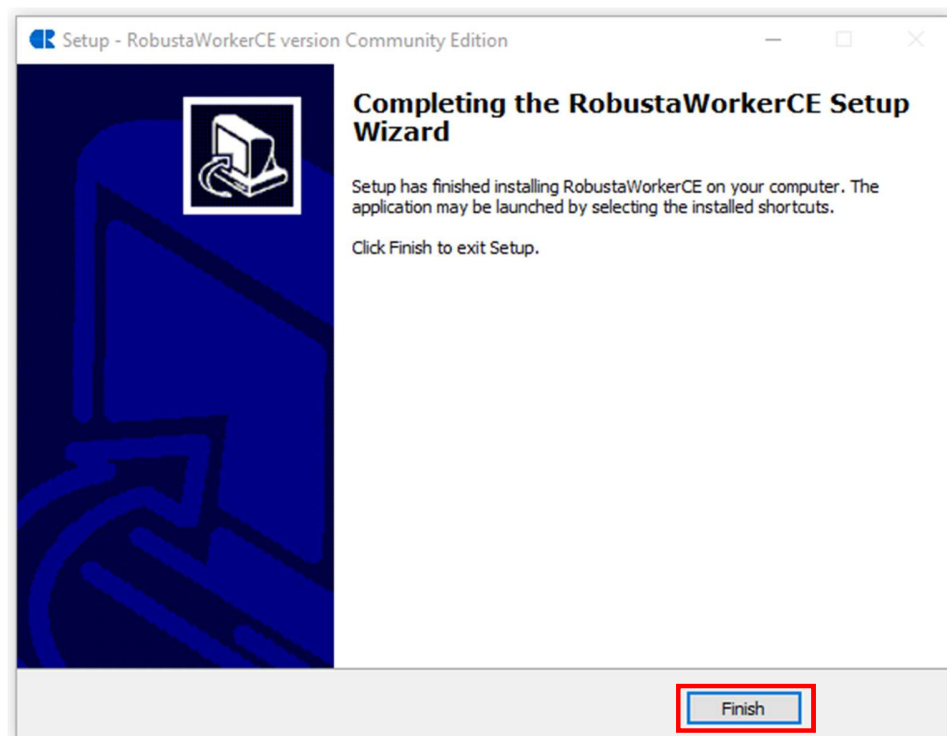 Setup - RobustaWorkerCE version Community Edition
Completing the RobustaWorkerCE Setup
Wizard
Setup has finished installing RobustaWorkerCE on your computer. The
application may be launched by selecting the installed shortcuts.
Click Finish to exit Setup.
Finish